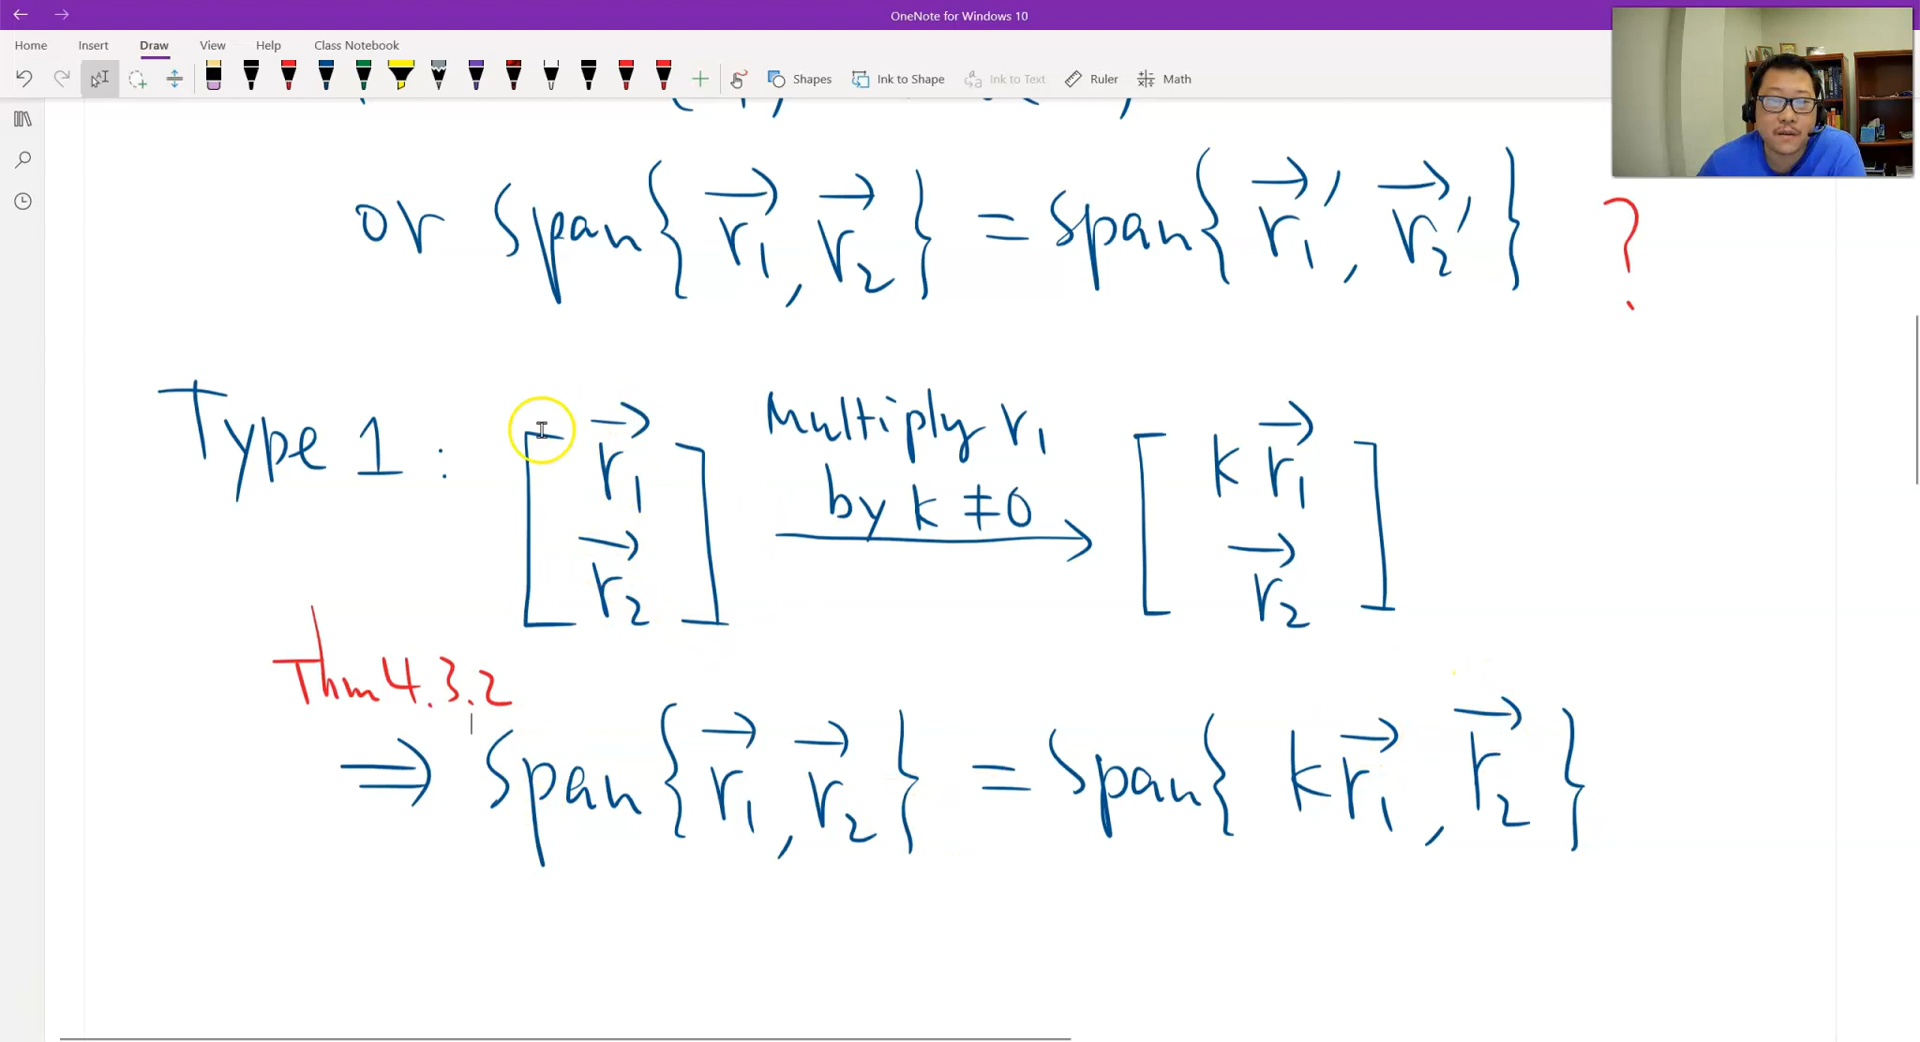 OneNote for Windows 10
Home Insert Draw View Help Class Notebook
Shapes Ink to Shape Ink to Text Ruler Math
or Span{ r₁, r₂ } = Span{ r₁', r₂' } ?
Type 1 : [ r₁ r₂ ] Multiply r₁ by k ≠ 0 → [ k r₁ r₂ ]
Thm 4.3.2
⇒ Span{ r₁, r₂ } = Span{ k r₁, r₂ }